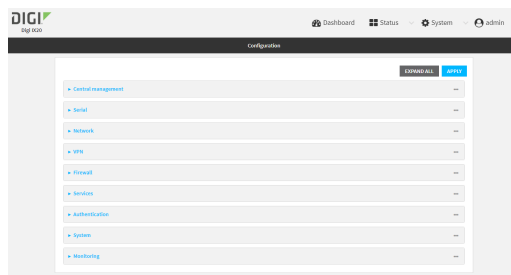 DIGI
Digi IX20
Dashboard
Status
System
admin
Configuration
EXPAND ALL
APPLY
Central management
Serial
Network
VPN
Firewall
Services
Authentication
System
Monitoring